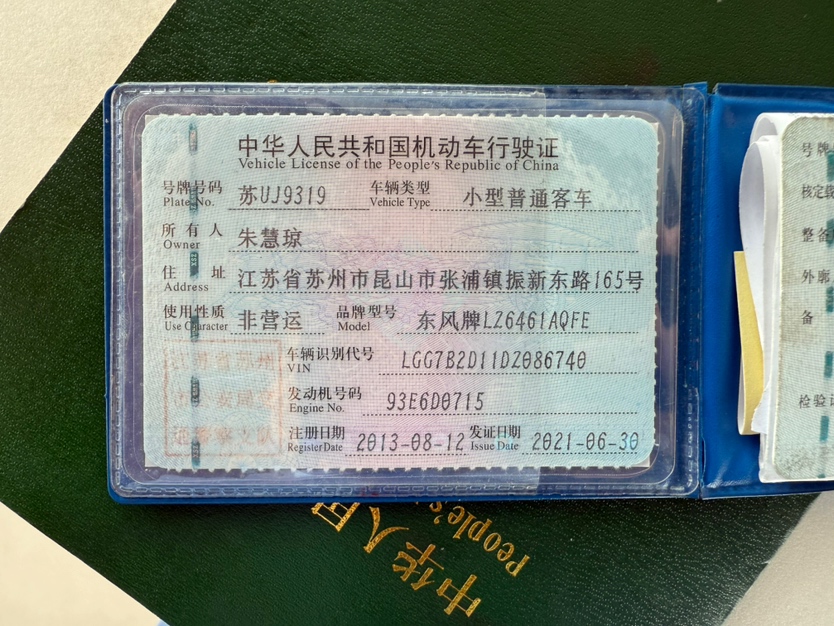 中华人民共和国机动车行驶证
Vehicle License of the People's Republic of China
号牌号码 苏UJ9319 车辆类型 小型普通客车
Plate No. Vehicle Type
所有人 朱慧琼
Owner
住址 江苏省苏州市昆山市张浦镇振新东路165号
Address
使用性质 非营运 品牌型号 东风牌LZ6461AQFE
Use Character Model
车辆识别代号 LGG7B2D11DZ086740
VIN
发动机号码 93E6D0715
Engine No.
注册日期 2013-08-12 发证日期 2021-06-30
Register Date Issue Date
江苏省苏州
号牌
核定载
整备
外廓
备
检验记
中华人民
People's